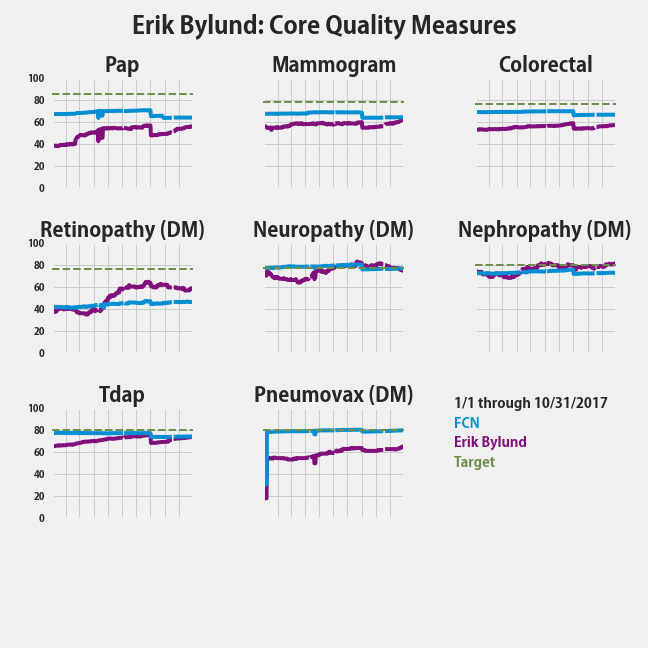 Erik Bylund: Core Quality Measures
Pap
Mammogram
Colorectal
100
80
60
40
20
0
Retinopathy (DM)
Neuropathy (DM)
Nephropathy (DM)
100
80
60
40
20
0
Tdap
Pneumovax (DM)
100
80
60
40
20
0
1/1 through 10/31/2017
FCN
Erik Bylund
Target